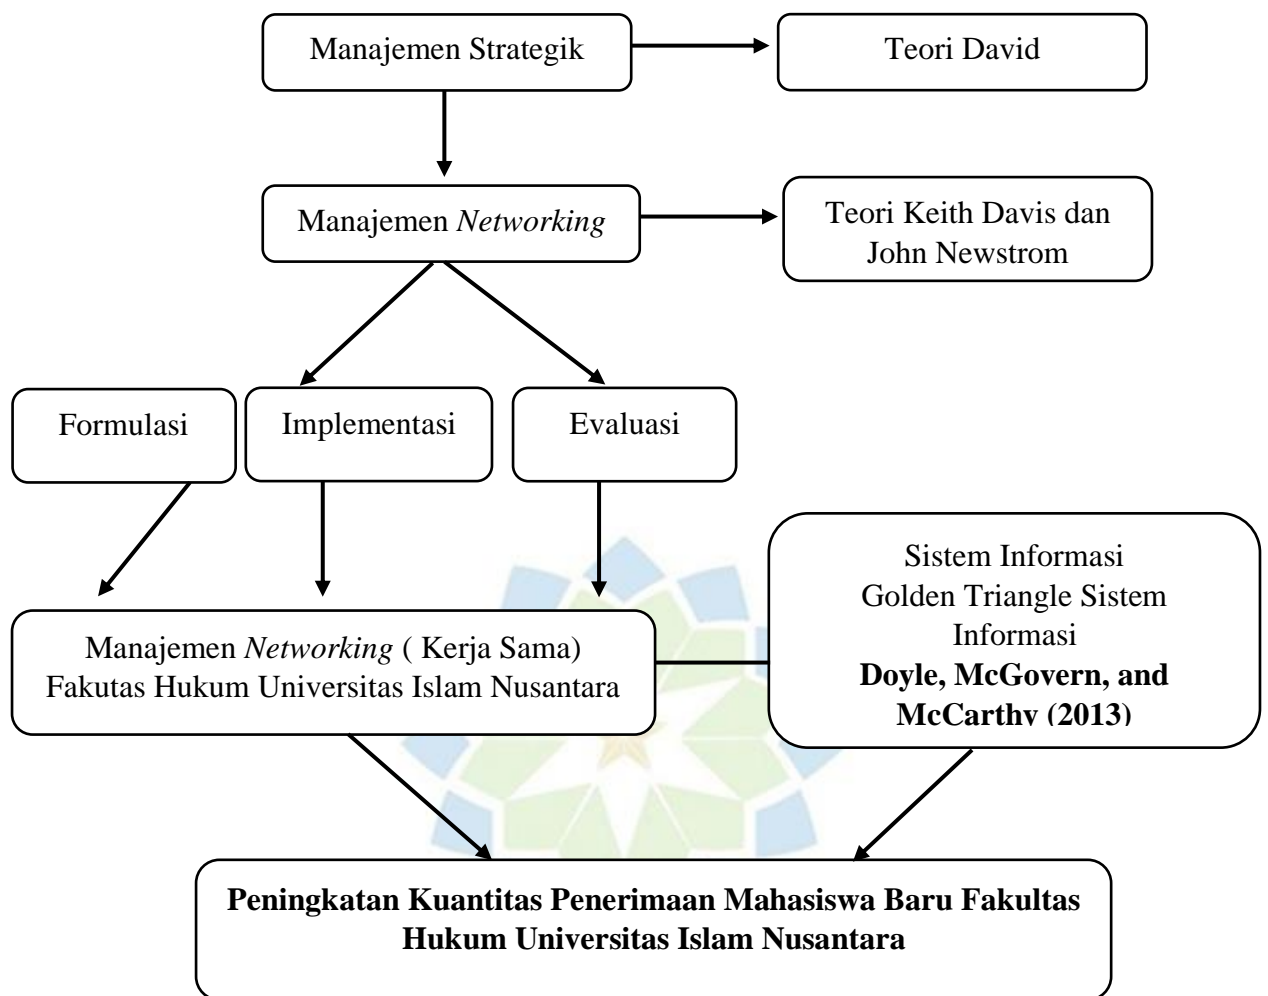 Manajemen Strategik
Teori David
Manajemen Networking
Teori Keith Davis dan
John Newstrom
Formulasi
Implementasi
Evaluasi
Sistem Informasi
Golden Triangle Sistem
Informasi
Doyle, McGovern, and
McCarthy (2013)
Manajemen Networking ( Kerja Sama)
Fakutas Hukum Universitas Islam Nusantara
Peningkatan Kuantitas Penerimaan Mahasiswa Baru Fakultas
Hukum Universitas Islam Nusantara